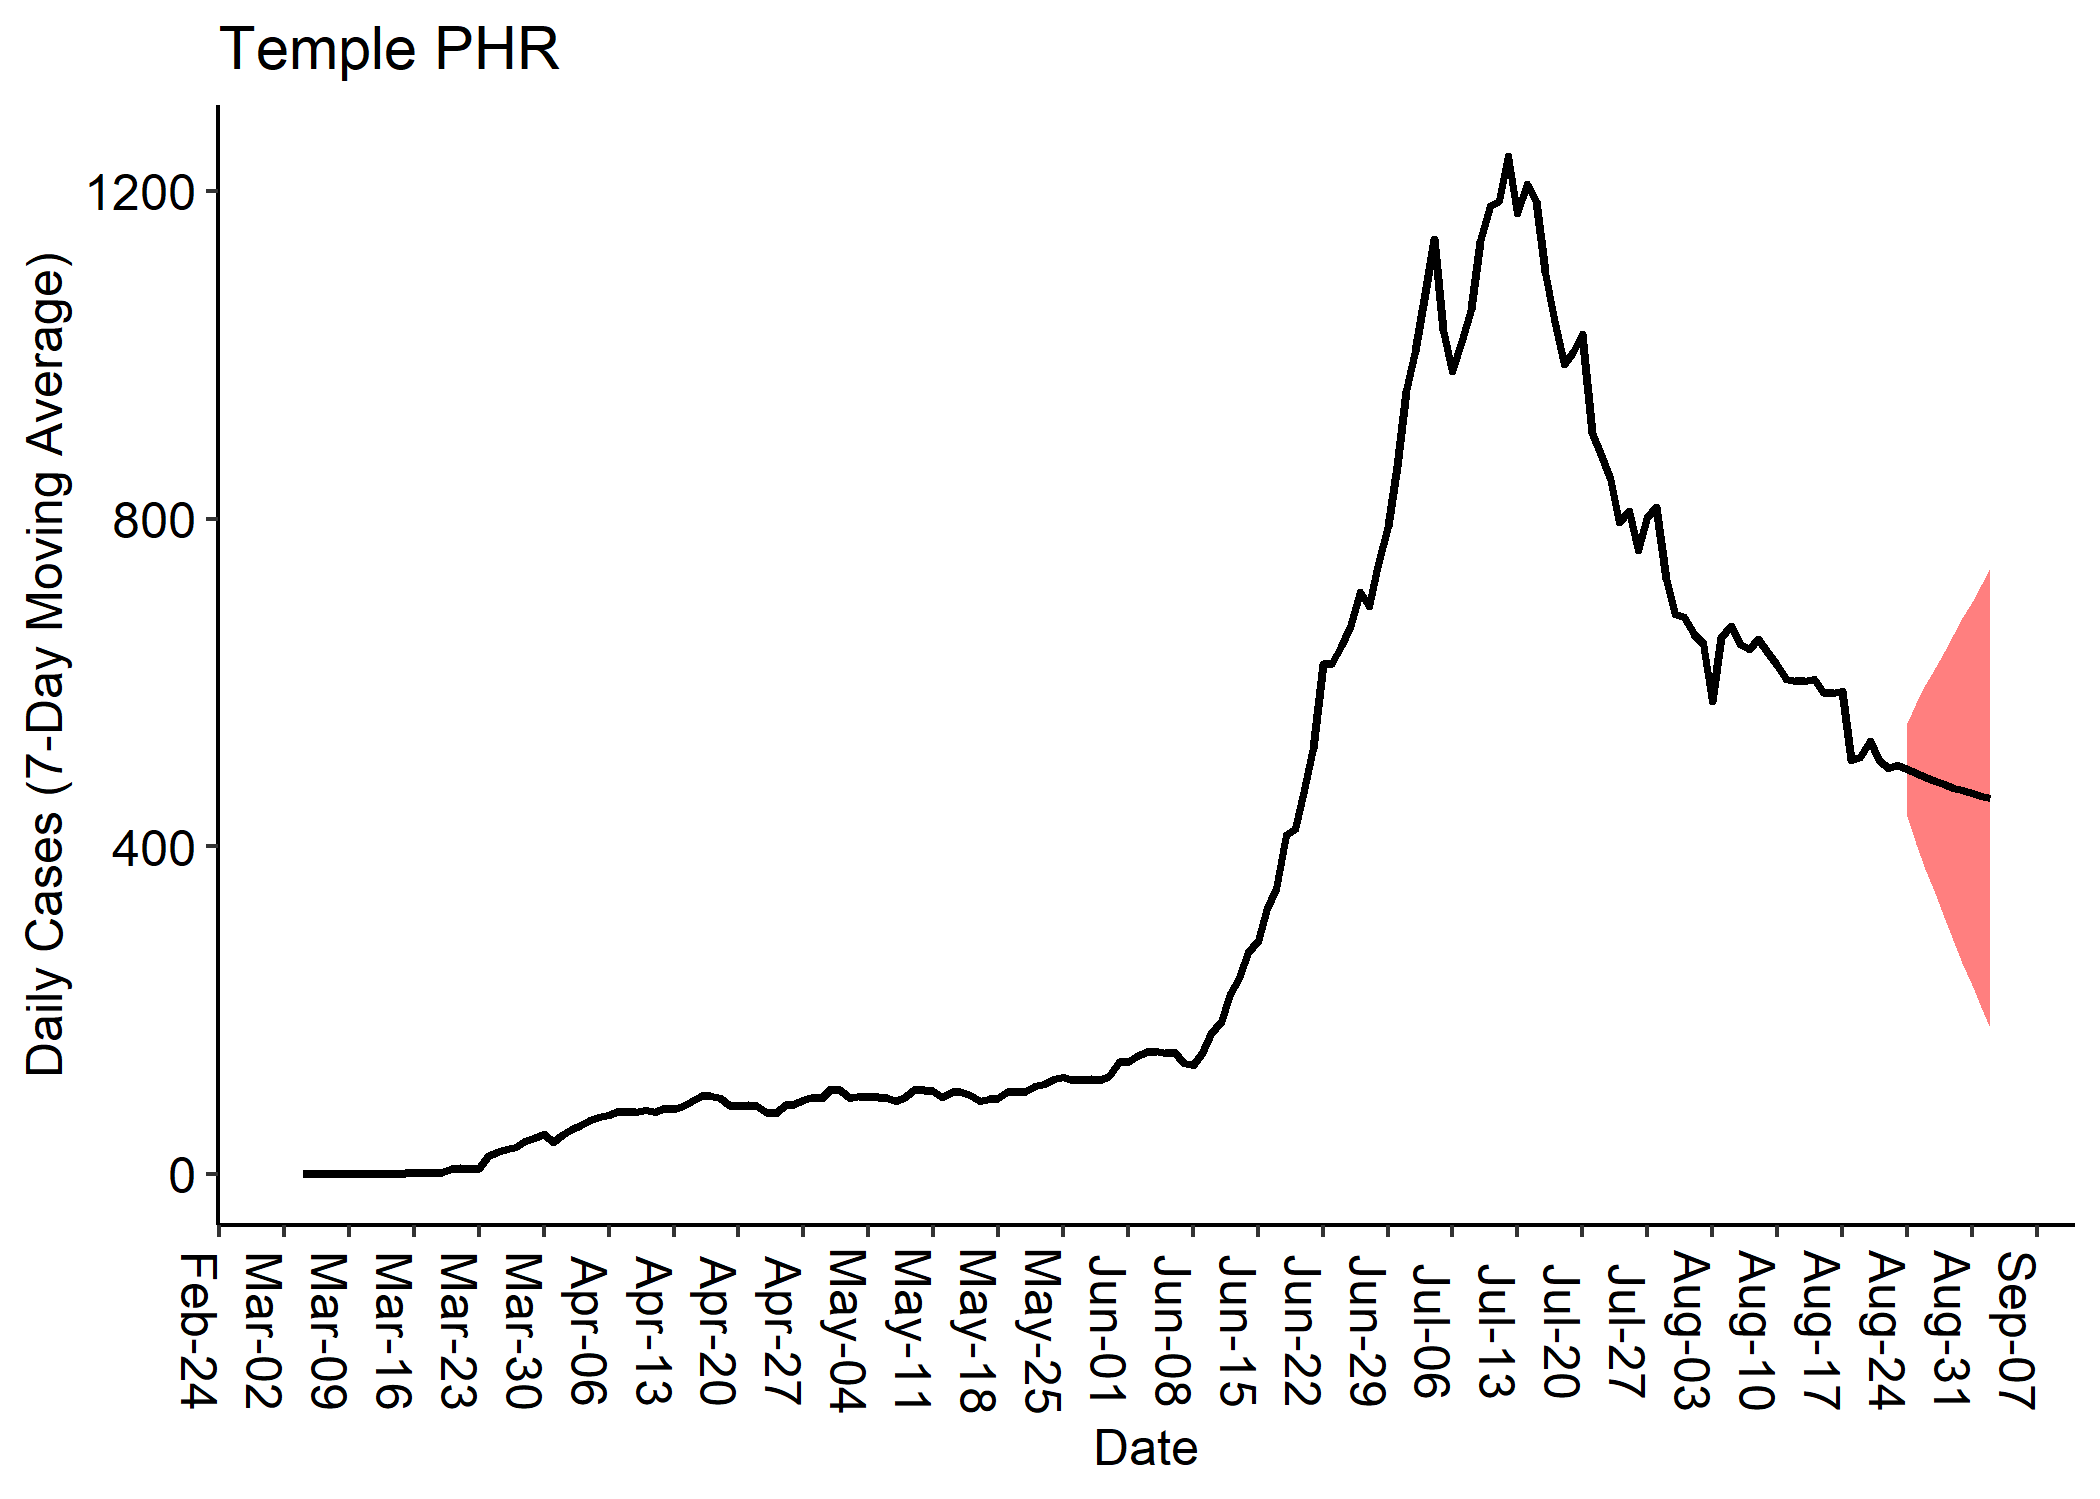 Temple PHR
Daily Cases (7-Day Moving Average)
1200
800
400
0
Feb-24
Mar-02
Mar-09
Mar-16
Mar-23
Mar-30
Apr-06
Apr-13
Apr-20
Apr-27
May-04
May-11
May-18
May-25
Jun-01
Jun-08
Jun-15
Jun-22
Jun-29
Jul-06
Jul-13
Jul-20
Jul-27
Aug-03
Aug-10
Aug-17
Aug-24
Aug-31
Sep-07
Date